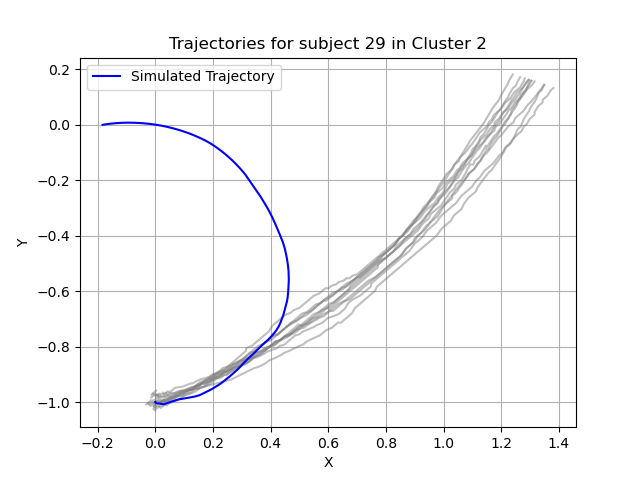 Trajectories for subject 29 in Cluster 2
Simulated Trajectory
0.2
0.0
−0.2
−0.4
−0.6
−0.8
−1.0
Y
−0.2 0.0 0.2 0.4 0.6 0.8 1.0 1.2 1.4
X